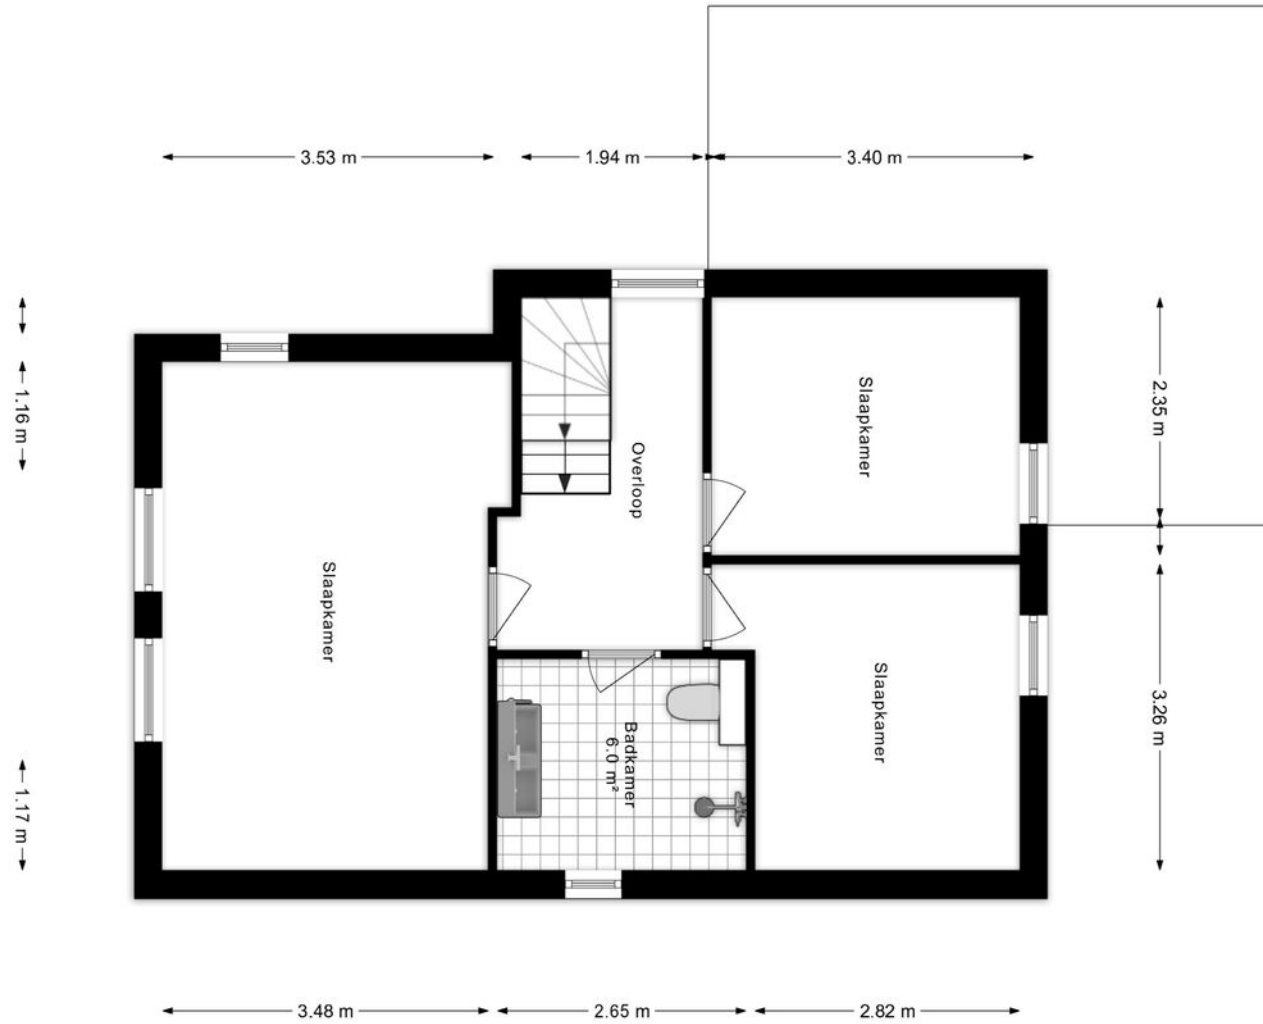 3.53 m
1.94 m
3.40 m
1.16 m
2.35 m
Slaapkamer
Overloop
Slaapkamer
Slaapkamer
3.26 m
Badkamer
6.0 m²
1.17 m
3.48 m
2.65 m
2.82 m